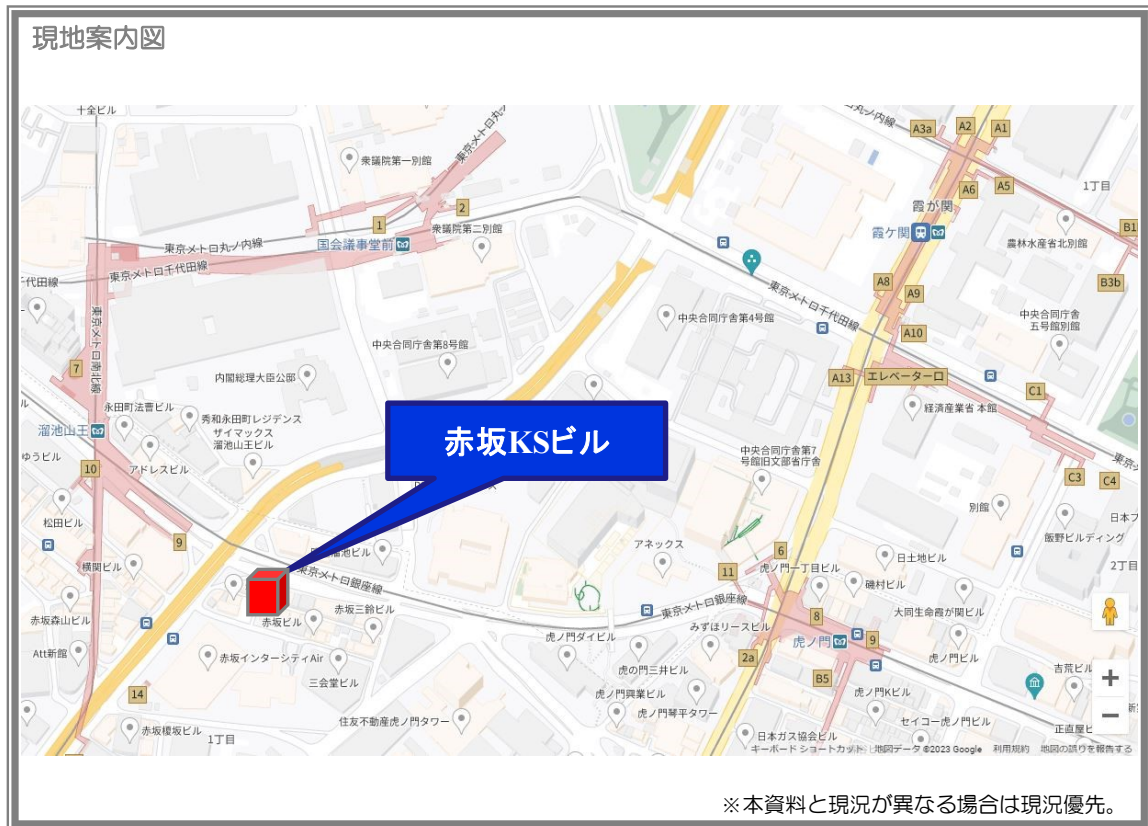 現地案内図
十全ビル
衆議院第一別館
東京メトロ丸ノ内線
丸ノ内線
A3a
A2
A1
A6
A5
1丁目
1
2
衆議院第二別館
国会議事堂前
東京メトロ丸ノ内線
東京メトロ千代田線
千代田線
霞が関
霞ケ関
農林水産省北別館
B1
B3b
A8
A9
A10
東京メトロ千代田線
東京メトロ南北線
中央合同庁舎第4号館
中央合同庁舎
五号館別館
中央合同庁舎第8号館
内閣総理大臣公邸
7
A13
エレベーター口
C1
経済産業省 本館
永田町法曹ビル
秀和永田町レジデンス
ザイマックス
溜池山王ビル
溜池山王
赤坂KSビル
中央合同庁舎第7
号館旧文部省庁舎
ゆうビル
10
アドレスビル
C3
C4
別館
松田ビル
9
日本フ
飯野ビルディング
横関ビル
溜池ビル
アネックス
6
11
虎ノ門一丁目ビル
日土地ビル
2丁目
東京メトロ銀座線
磯村ビル
赤坂森山ビル
赤坂ビル
赤坂三鈴ビル
東京メトロ銀座線
8
大同生命霞が関ビル
みずほリースビル
虎ノ門
9
Att新館
赤坂インターシティAir
虎ノ門ダイビル
2a
虎ノ門ビル
吉荒ビル
三会堂ビル
虎の門三井ビル
B5
14
虎ノ門興業ビル
虎ノ門Kビル
赤坂榎坂ビル
1丁目
住友不動産虎ノ門タワー
虎ノ門琴平タワー
セイコー虎ノ門ビル
正直屋ビ
日本ガス協会ビル
キーボード ショートカット
地図データ ©2023 Google
利用規約
地図の誤りを報告する
※本資料と現況が異なる場合は現況優先。